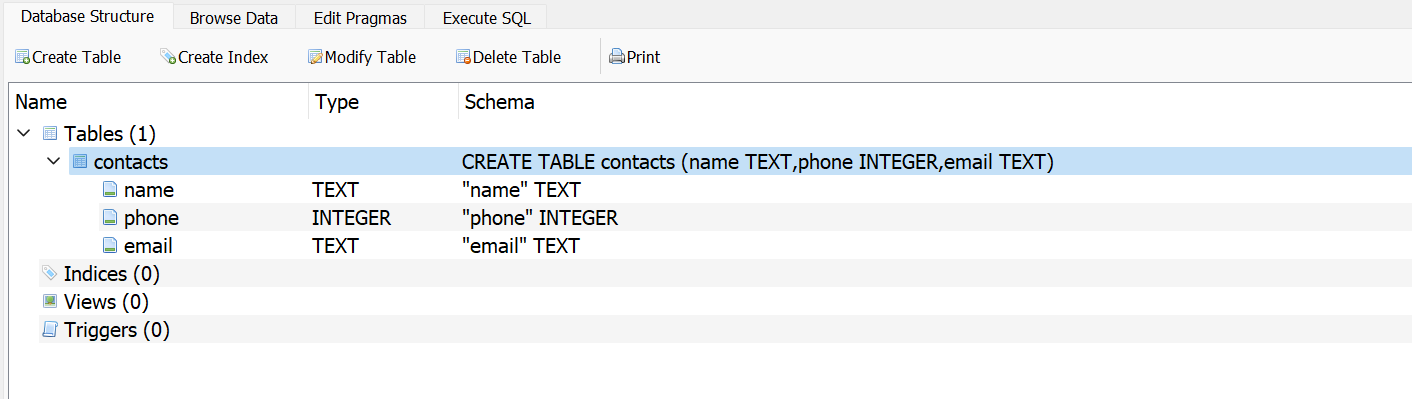 Database Structure Browse Data Edit Pragmas Execute SQL
Create Table Create Index Modify Table Delete Table Print
Name Type Schema
Tables (1)
contacts CREATE TABLE contacts (name TEXT,phone INTEGER,email TEXT)
name TEXT "name" TEXT
phone INTEGER "phone" INTEGER
email TEXT "email" TEXT
Indices (0)
Views (0)
Triggers (0)